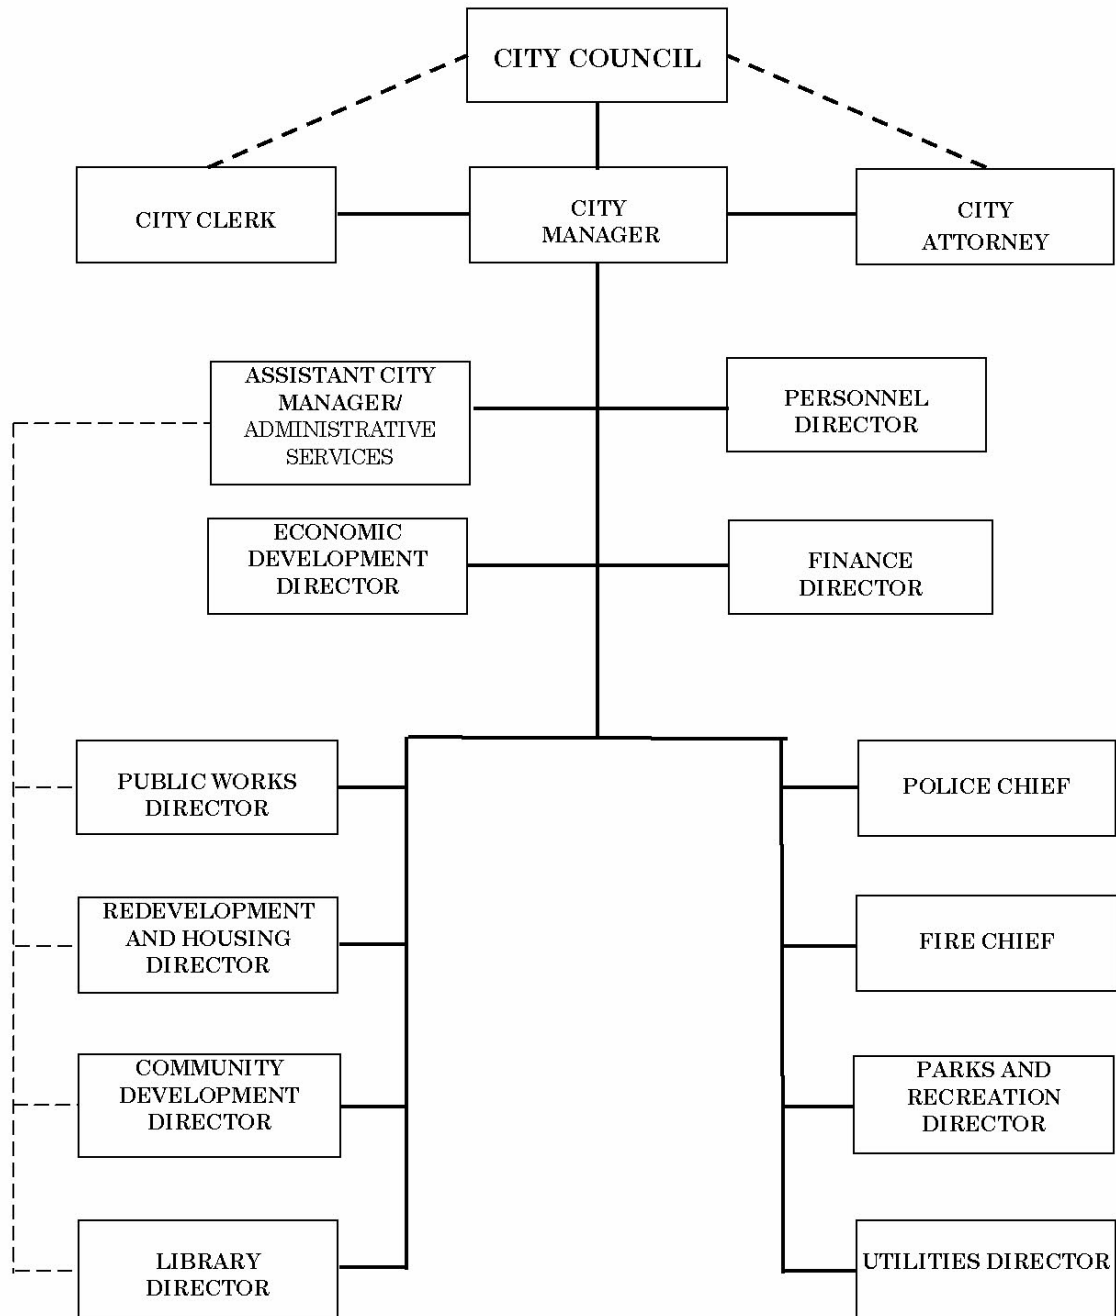 CITY COUNCIL
CITY CLERK
CITY
MANAGER
CITY
ATTORNEY
ASSISTANT CITY
MANAGER/
ADMINISTRATIVE
SERVICES
PERSONNEL
DIRECTOR
ECONOMIC
DEVELOPMENT
DIRECTOR
FINANCE
DIRECTOR
PUBLIC WORKS
DIRECTOR
POLICE CHIEF
REDEVELOPMENT
AND HOUSING
DIRECTOR
FIRE CHIEF
COMMUNITY
DEVELOPMENT
DIRECTOR
PARKS AND
RECREATION
DIRECTOR
LIBRARY
DIRECTOR
UTILITIES DIRECTOR